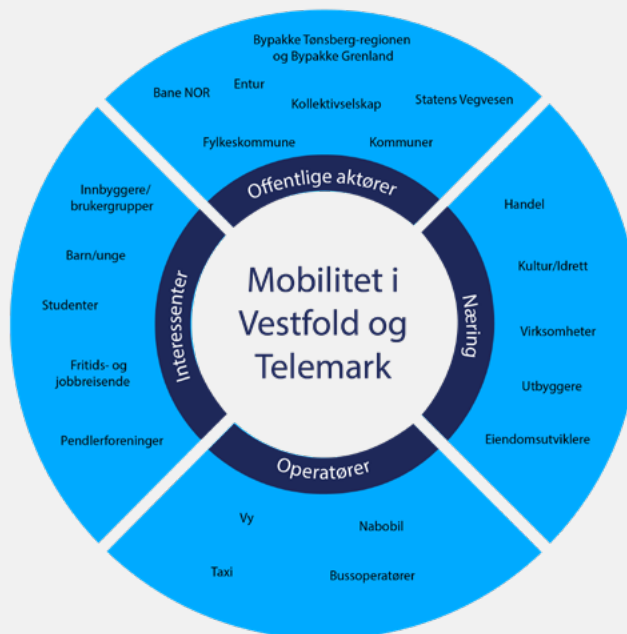 Bypakke Tønsberg-regionen
og Bypakke Grenland
Entur
Bane NOR
Kollektivselskap
Statens Vegvesen
Fylkeskommune
Kommuner
Offentlige aktører
Innbyggere/
brukergrupper
Barn/unge
Studenter
Fritids- og
jobbreisende
Pendlerforeninger
Interessenter
Mobilitet i
Vestfold og
Telemark
Næring
Handel
Kultur/Idrett
Virksomheter
Utbyggere
Eiendomsutviklere
Operatører
Vy
Nabobil
Taxi
Bussoperatører